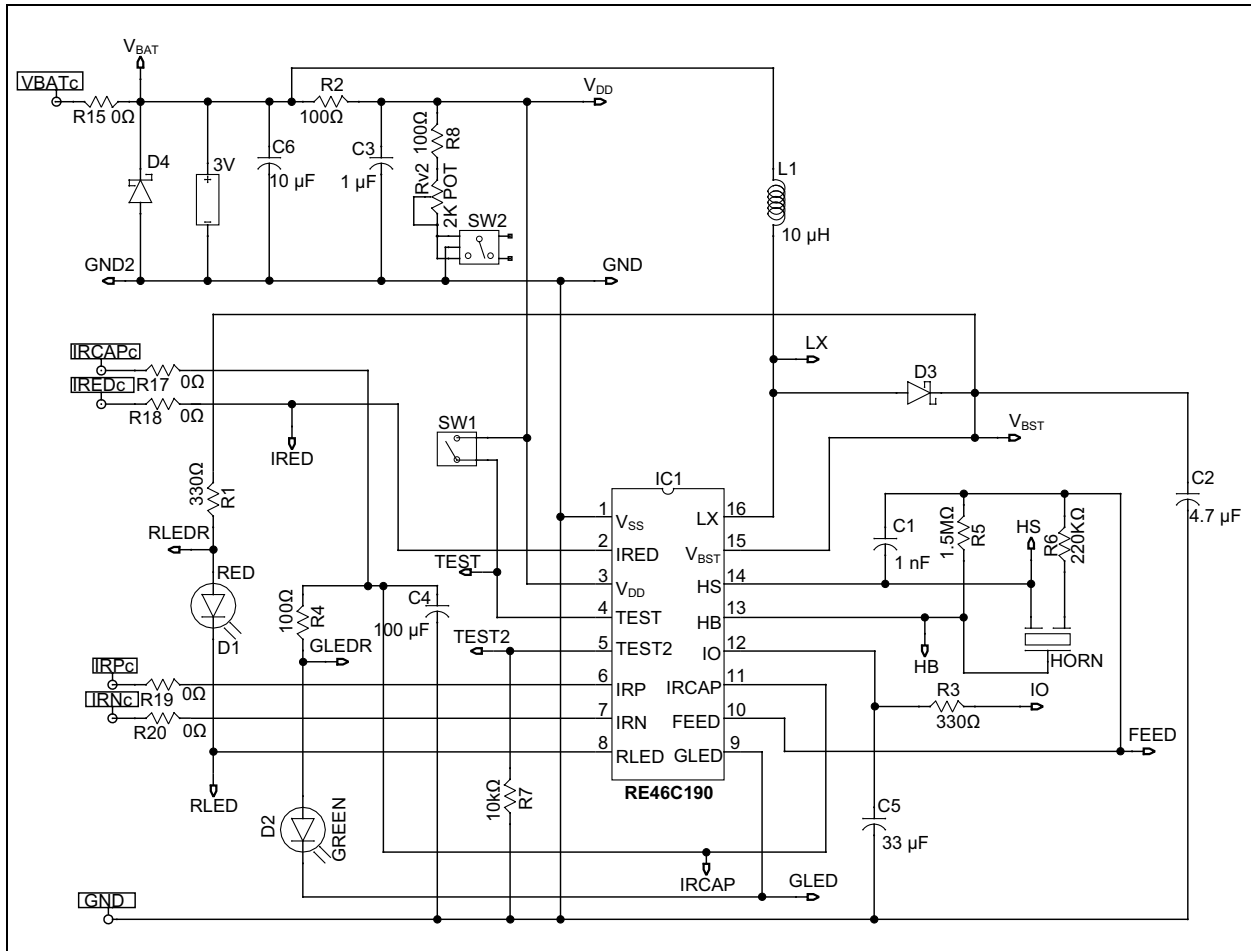 V_BAT
VBATc
R15 0Ω
R2
100Ω
V_DD
D4
3V
+
–
C6
10 µF
C3
1 µF
100Ω
R8
Rv2
2K POT
SW2
L1
10 µH
GND2
GND
IRCAPc
R17 0Ω
IREDc
R18 0Ω
IRED
LX
D3
SW1
V_BST
330Ω
R1
IC1
C2
4.7 µF
1 V_SS
2 IRED
3 V_DD
4 TEST
5 TEST2
6 IRP
7 IRN
8 RLED
LX 16
V_BST 15
HS 14
HB 13
IO 12
IRCAP 11
FEED 10
GLED 9
RE46C190
C1
1 nF
1.5MΩ
R5
HS
R6
220KΩ
HORN
HB
RLEDR
RED
D1
TEST
100Ω
R4
C4
100 µF
GLEDR
TEST2
IRPc
R19 0Ω
IRNc
R20 0Ω
R3
330Ω
IO
FEED
RLED
D2
GREEN
10kΩ
R7
C5
33 µF
IRCAP
GLED
GND